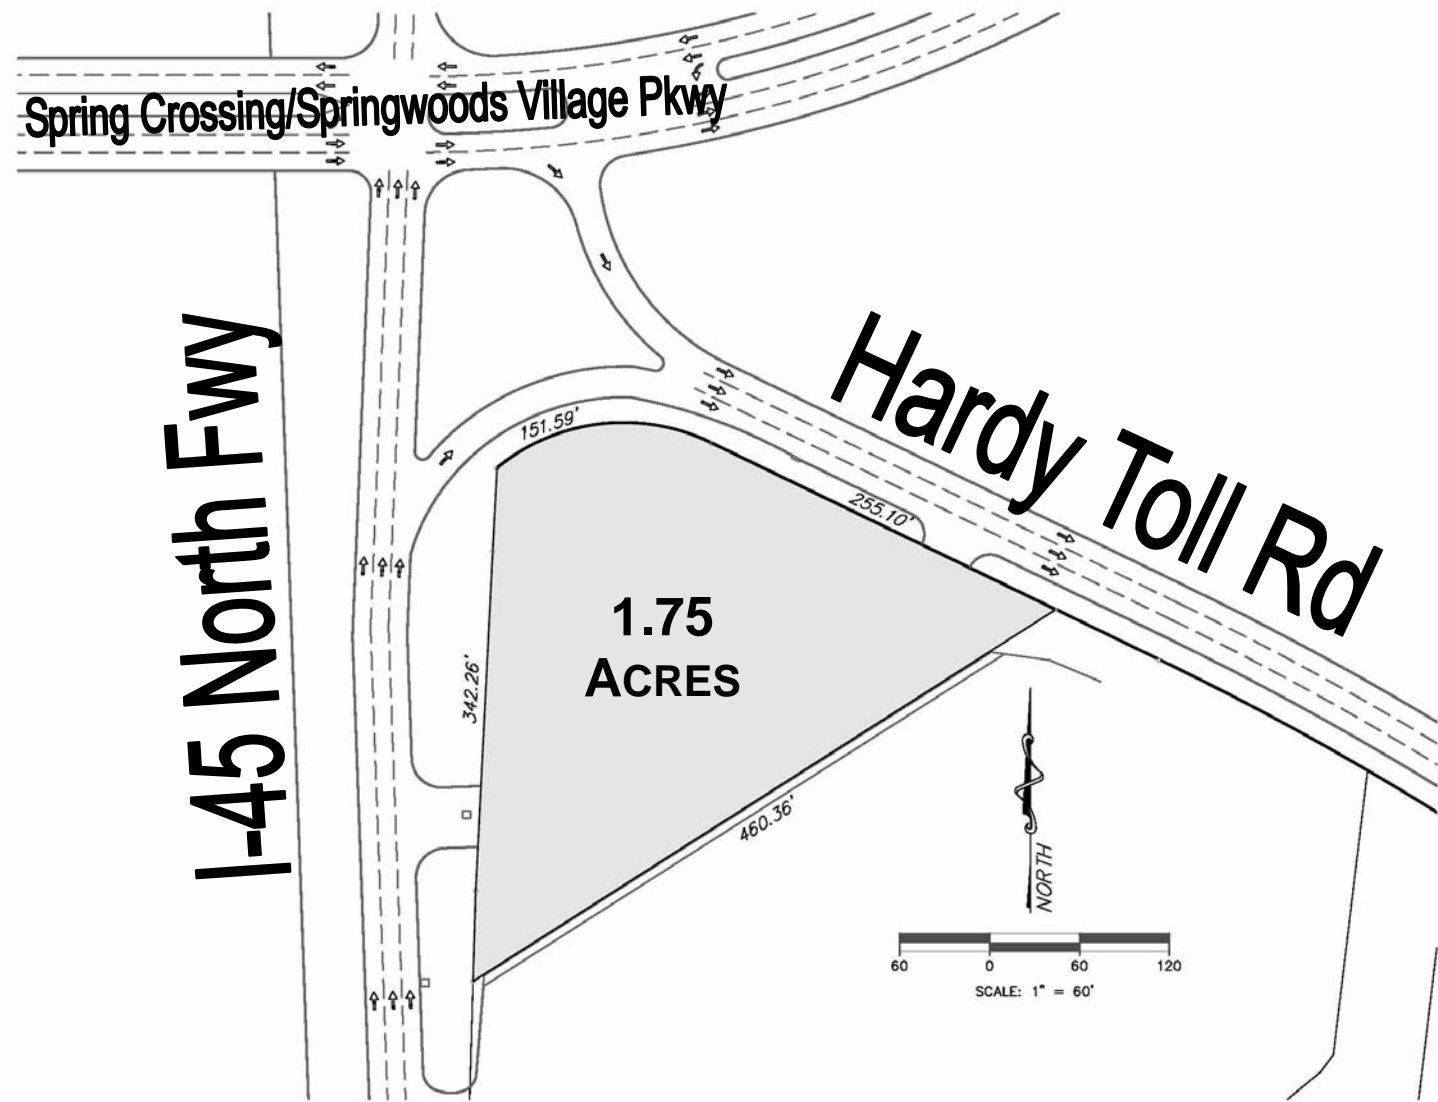 Spring Crossing/Springwoods Village Pkwy
I-45 North Fwy
Hardy Toll Rd
151.59'
255.10'
342.26'
460.36'
1.75
ACRES
NORTH
60 0 60 120
SCALE: 1" = 60'